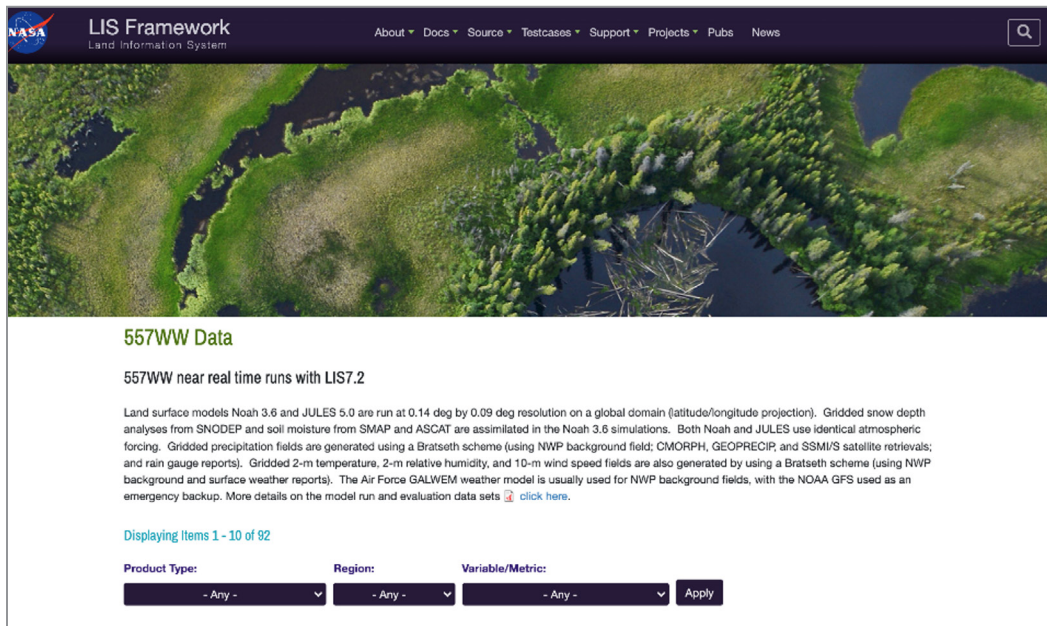 NASA
LIS Framework
Land Information System
About Docs Source Testcases Support Projects Pubs News
557WW Data
557WW near real time runs with LIS7.2
Land surface models Noah 3.6 and JULES 5.0 are run at 0.14 deg by 0.09 deg resolution on a global domain (latitude/longitude projection). Gridded snow depth
analyses from SNODEP and soil moisture from SMAP and ASCAT are assimilated in the Noah 3.6 simulations. Both Noah and JULES use identical atmospheric
forcing. Gridded precipitation fields are generated using a Bratseth scheme (using NWP background field; CMORPH, GEOPRECIP, and SSMI/S satellite retrievals;
and rain gauge reports). Gridded 2-m temperature, 2-m relative humidity, and 10-m wind speed fields are also generated by using a Bratseth scheme (using NWP
background and surface weather reports). The Air Force GALWEM weather model is usually used for NWP background fields, with the NOAA GFS used as an
emergency backup. More details on the model run and evaluation data sets click here.
Displaying Items 1 - 10 of 92
Product Type: Region: Variable/Metric:
- Any - - Any - - Any - Apply